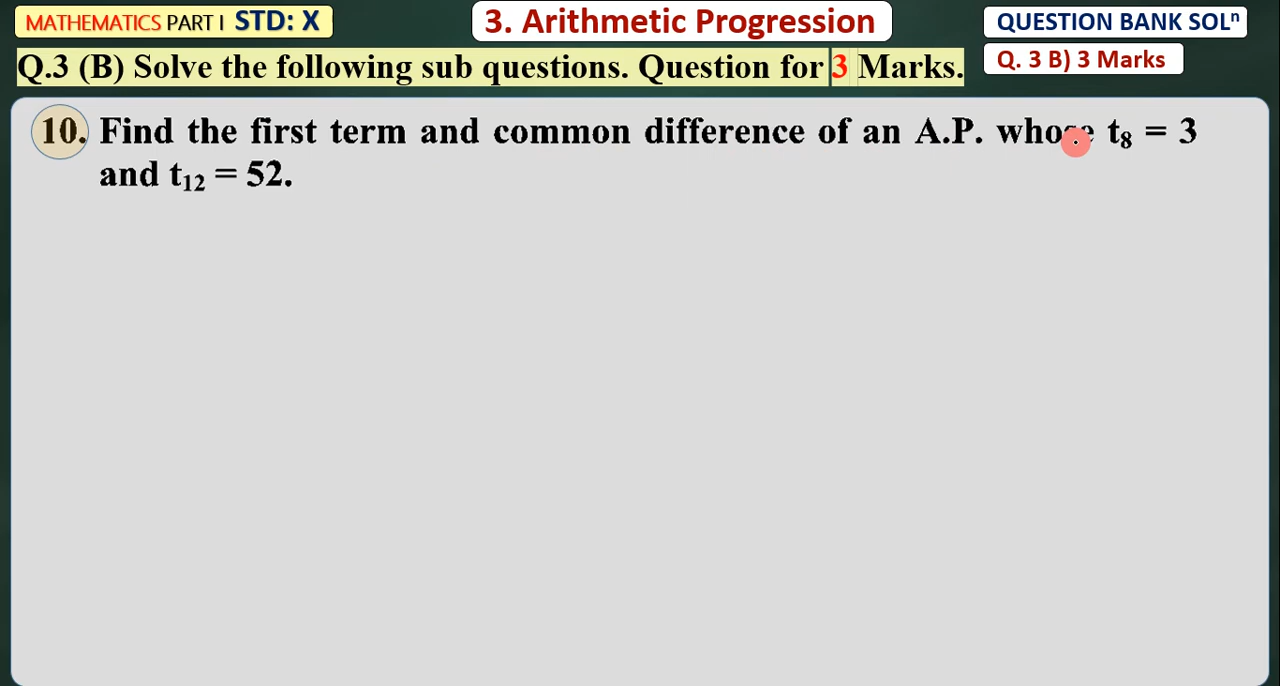 MATHEMATICS PART I STD: X
3. Arithmetic Progression
QUESTION BANK SOLⁿ
Q.3 (B) Solve the following sub questions. Question for 3 Marks.
Q. 3 B) 3 Marks
10. Find the first term and common difference of an A.P. whose t₈ = 3
and t₁₂ = 52.